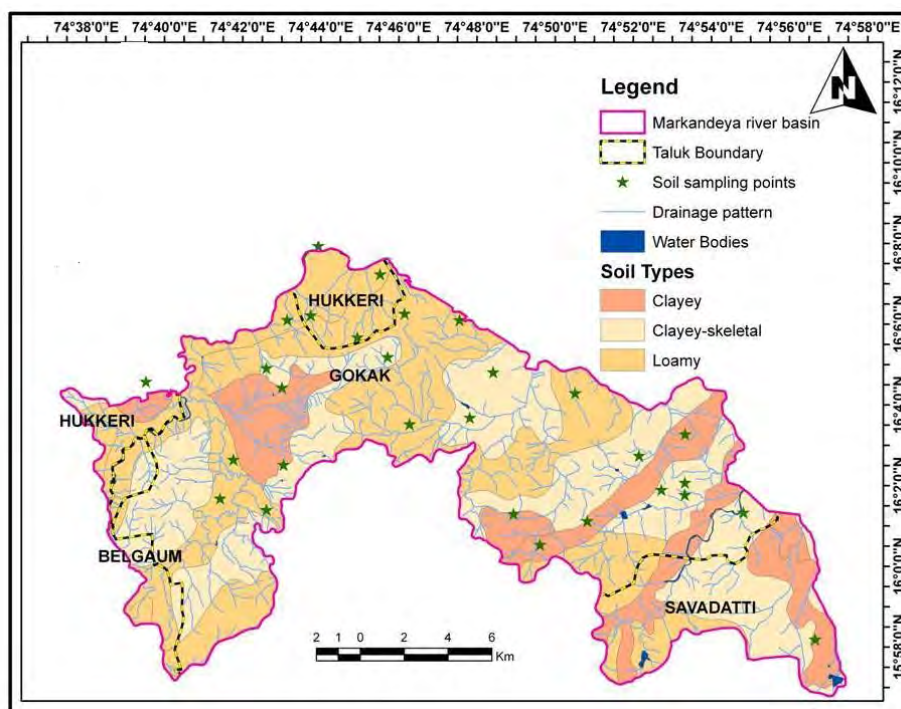 74°38'0"E 74°40'0"E 74°42'0"E 74°44'0"E 74°46'0"E 74°48'0"E 74°50'0"E 74°52'0"E 74°54'0"E 74°56'0"E 74°58'0"E
N
Legend
Markandeya river basin
Taluk Boundary
Soil sampling points
Drainage pattern
Water Bodies
Soil Types
Clayey
Clayey-skeletal
Loamy
16°12'0"N
16°10'0"N
16°8'0"N
16°6'0"N
16°4'0"N
16°2'0"N
16°0'0"N
15°58'0"N
HUKKERI
GOKAK
HUKKERI
BELGAUM
SAVADATTI
2 1 0 2 4 6
Km